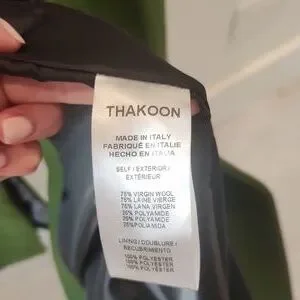 THAKOON
MADE IN ITALY
FABRIQUÉ EN ITALIE
HECHO EN ITALIA
SELF / EXTERIOR /
EXTÉRIEUR
75% VIRGIN WOOL
75% LAINE VIERGE
75% LANA VIRGEN
25% POLYAMIDE
25% POLYAMIDE
25% POLIAMIDA
LINING / DOUBLURE /
RECUBRIMIENTO
100% POLYESTER
100% POLYESTER
100% POLIESTER